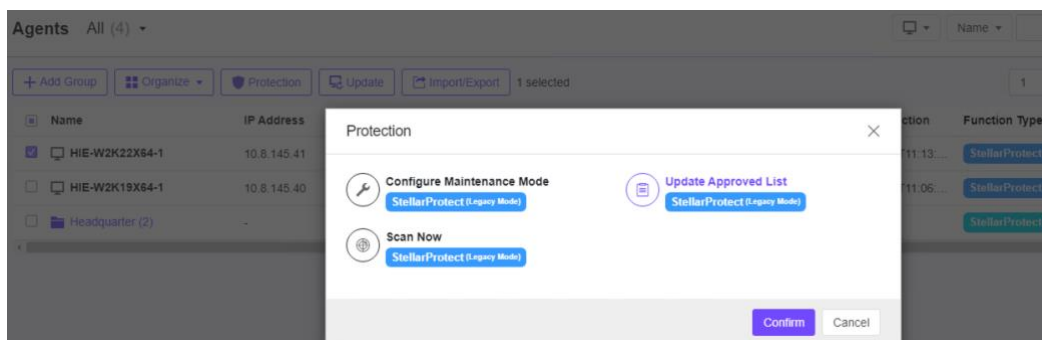 Agents All (4)
Name
+ Add Group Organize Protection Update Import/Export 1 selected 1
Name IP Address ction Function Type
HIE-W2K22X64-1 10.8.145.41 11:13:... StellarProtect
HIE-W2K19X64-1 10.8.145.40 11:06:... StellarProtect
Headquarter (2) - StellarProtect
Protection
Configure Maintenance Mode
StellarProtect (Legacy Mode)
Update Approved List
StellarProtect (Legacy Mode)
Scan Now
StellarProtect (Legacy Mode)
Confirm Cancel